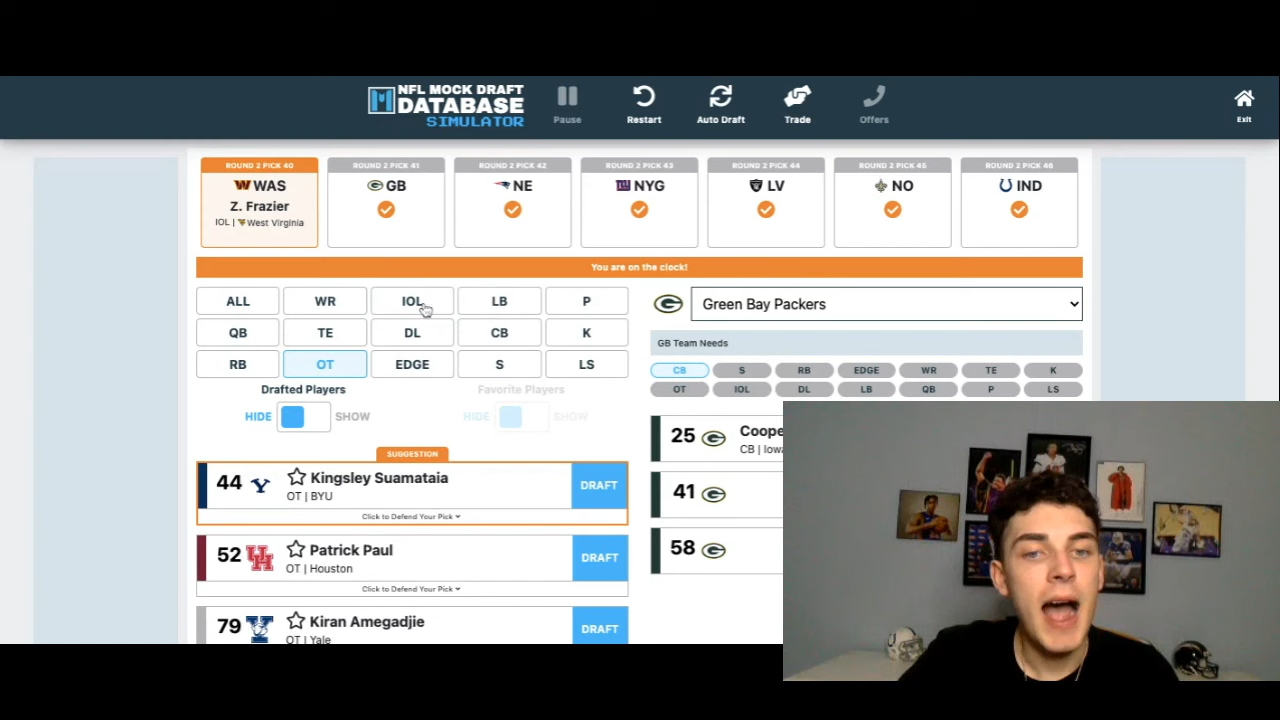 NFL MOCK DRAFT
DATABASE
SIMULATOR
Pause
Restart
Auto Draft
Trade
Offers
Exit
ROUND 2 PICK 40
WAS
Z. Frazier
IOL | West Virginia
ROUND 2 PICK 41
GB
ROUND 2 PICK 42
NE
ROUND 2 PICK 43
NYG
ROUND 2 PICK 44
LV
ROUND 2 PICK 45
NO
ROUND 2 PICK 46
IND
You are on the clock!
ALL WR IOL LB P
QB TE DL CB K
RB OT EDGE S LS
Drafted Players
HIDE SHOW
Favorite Players
HIDE SHOW
Green Bay Packers
GB Team Needs
CB S RB EDGE WR TE K
OT IOL DL LB QB P LS
SUGGESTION
44 Kingsley Suamataia
OT | BYU
DRAFT
Click to Defend Your Pick
52 Patrick Paul
OT | Houston
DRAFT
Click to Defend Your Pick
79 Kiran Amegadjie
OT | Yale
DRAFT
25 Coope
CB | Iowa
41
58